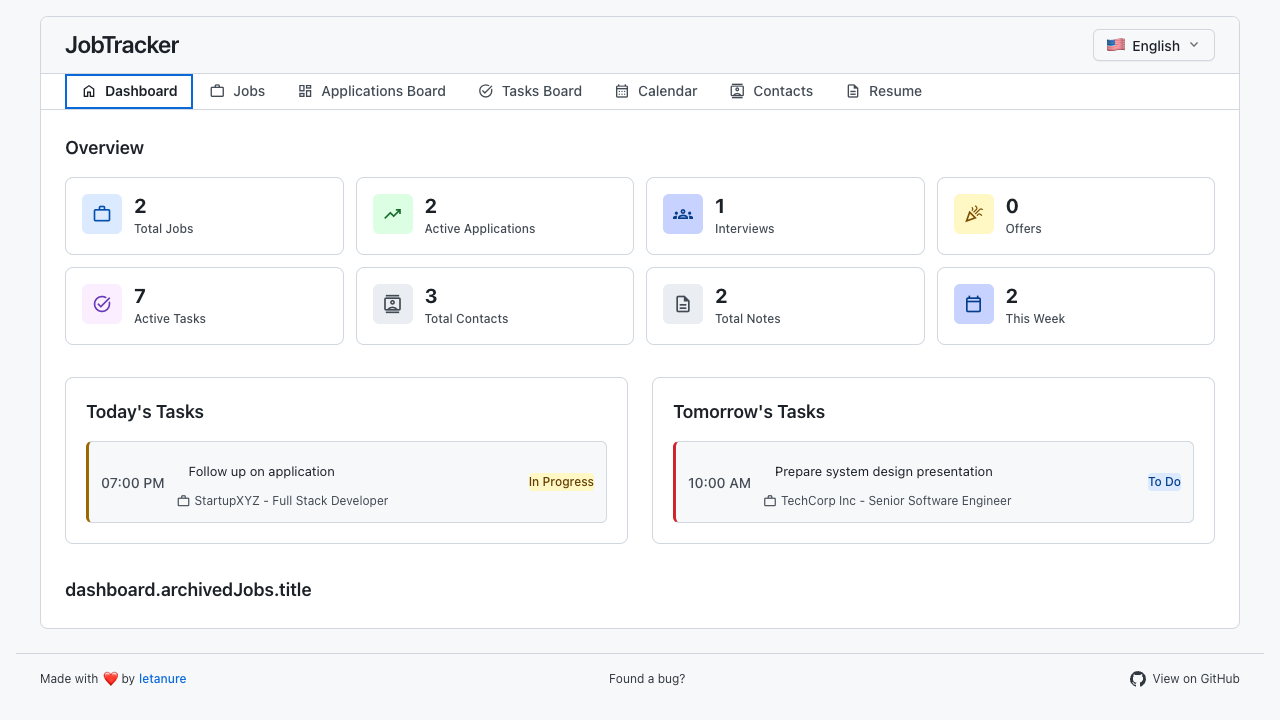 JobTracker
English
Dashboard
Jobs
Applications Board
Tasks Board
Calendar
Contacts
Resume
Overview
2
Total Jobs
2
Active Applications
1
Interviews
0
Offers
7
Active Tasks
3
Total Contacts
2
Total Notes
2
This Week
Today's Tasks
07:00 PM
Follow up on application
StartupXYZ - Full Stack Developer
In Progress
Tomorrow's Tasks
10:00 AM
Prepare system design presentation
TechCorp Inc - Senior Software Engineer
To Do
dashboard.archivedJobs.title
Made with ❤️ by letanure
Found a bug?
View on GitHub